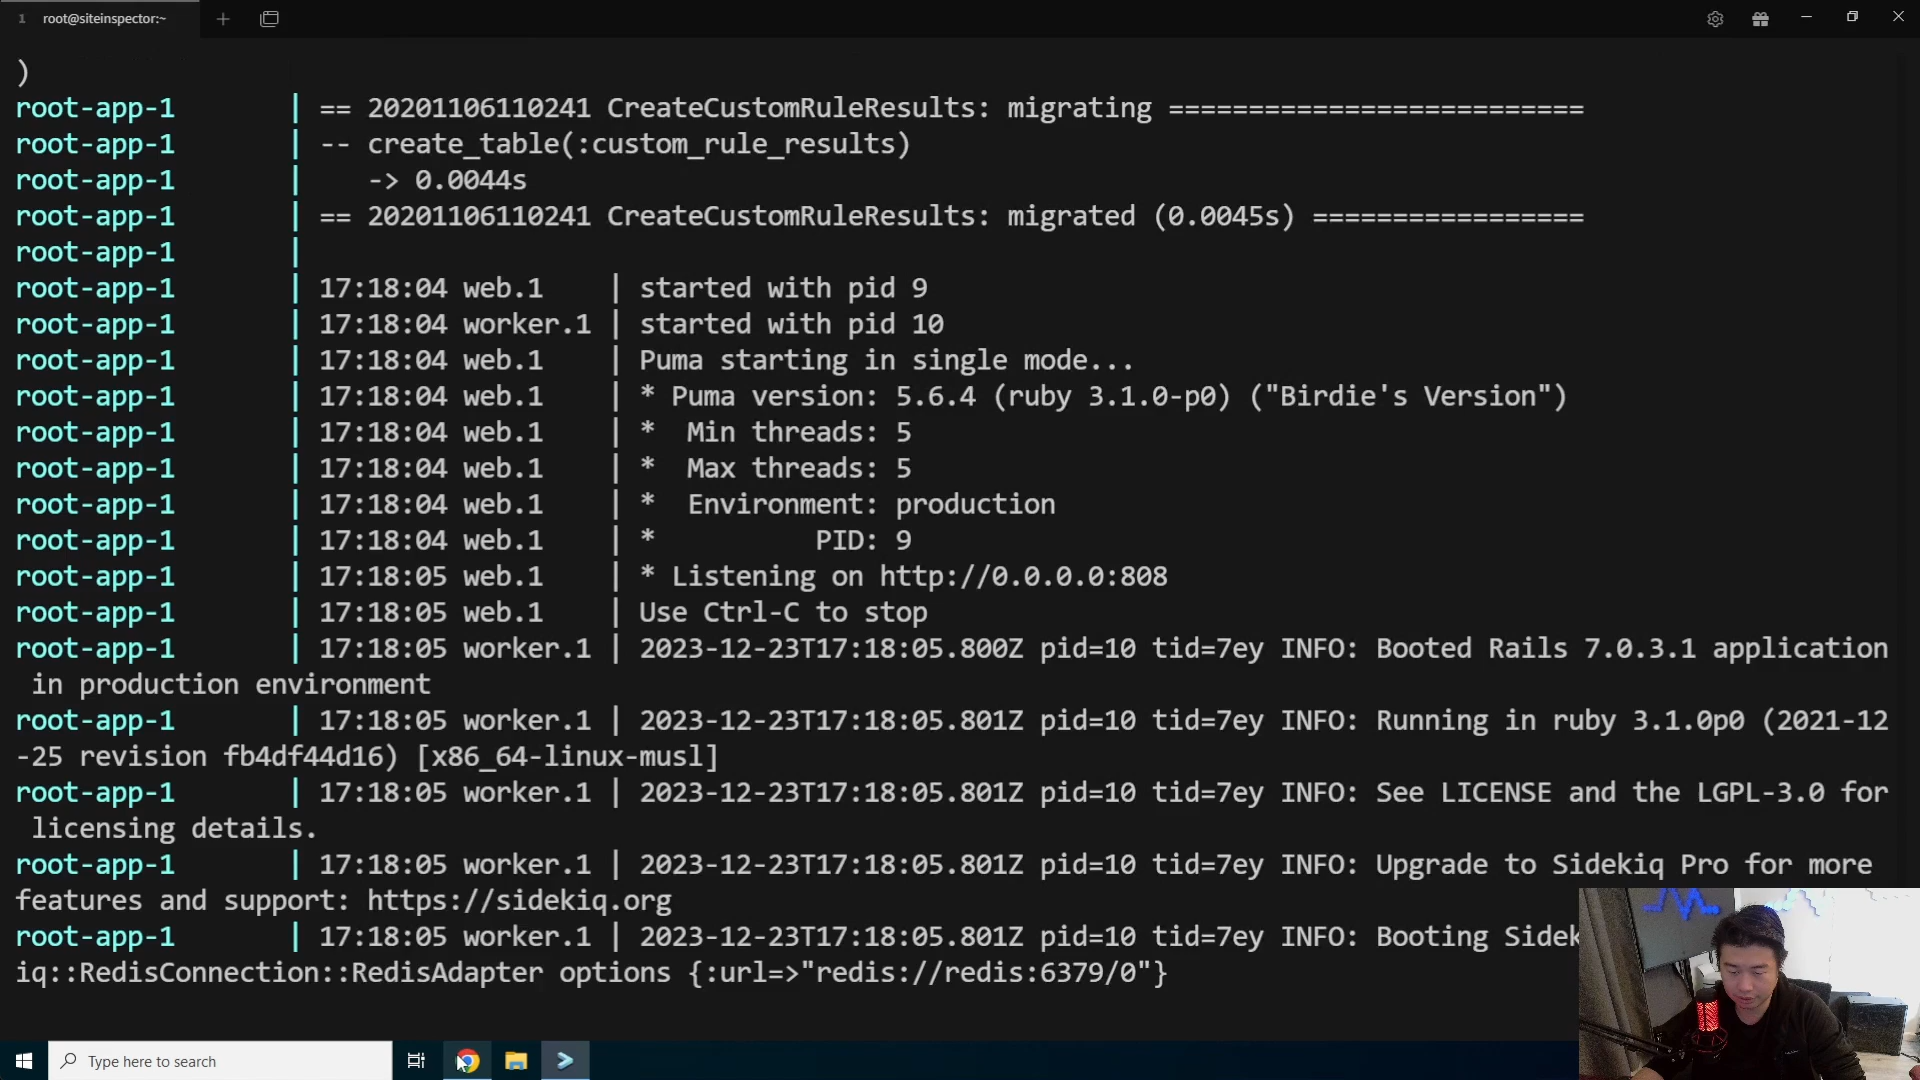 1 root@siteinspector:~
)
root-app-1 | == 20201106110241 CreateCustomRuleResults: migrating ==========================
root-app-1 | -- create_table(:custom_rule_results)
root-app-1 |    -> 0.0044s
root-app-1 | == 20201106110241 CreateCustomRuleResults: migrated (0.0045s) =================
root-app-1 |
root-app-1 | 17:18:04 web.1    | started with pid 9
root-app-1 | 17:18:04 worker.1 | started with pid 10
root-app-1 | 17:18:04 web.1    | Puma starting in single mode...
root-app-1 | 17:18:04 web.1    | * Puma version: 5.6.4 (ruby 3.1.0-p0) ("Birdie's Version")
root-app-1 | 17:18:04 web.1    | *  Min threads: 5
root-app-1 | 17:18:04 web.1    | *  Max threads: 5
root-app-1 | 17:18:04 web.1    | *  Environment: production
root-app-1 | 17:18:04 web.1    | *          PID: 9
root-app-1 | 17:18:05 web.1    | * Listening on http://0.0.0.0:808
root-app-1 | 17:18:05 web.1    | Use Ctrl-C to stop
root-app-1 | 17:18:05 worker.1 | 2023-12-23T17:18:05.800Z pid=10 tid=7ey INFO: Booted Rails 7.0.3.1 application
in production environment
root-app-1 | 17:18:05 worker.1 | 2023-12-23T17:18:05.801Z pid=10 tid=7ey INFO: Running in ruby 3.1.0p0 (2021-12
-25 revision fb4df44d16) [x86_64-linux-musl]
root-app-1 | 17:18:05 worker.1 | 2023-12-23T17:18:05.801Z pid=10 tid=7ey INFO: See LICENSE and the LGPL-3.0 for
licensing details.
root-app-1 | 17:18:05 worker.1 | 2023-12-23T17:18:05.801Z pid=10 tid=7ey INFO: Upgrade to Sidekiq Pro for more
features and support: https://sidekiq.org
root-app-1 | 17:18:05 worker.1 | 2023-12-23T17:18:05.801Z pid=10 tid=7ey INFO: Booting Sidek
iq::RedisConnection::RedisAdapter options {:url=>"redis://redis:6379/0"}
Type here to search